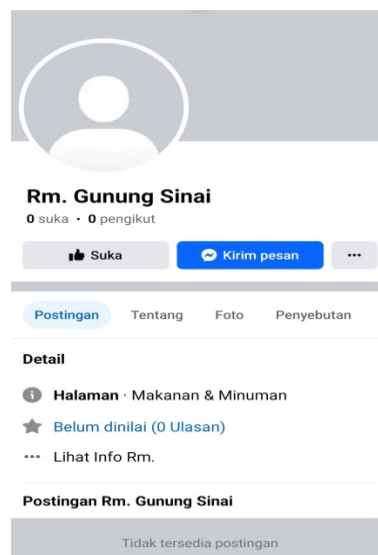 Rm. Gunung Sinai
0 suka • 0 pengikut
Suka
Kirim pesan
Postingan Tentang Foto Penyebutan
Detail
Halaman · Makanan & Minuman
Belum dinilai (0 Ulasan)
Lihat Info Rm.
Postingan Rm. Gunung Sinai
Tidak tersedia postingan